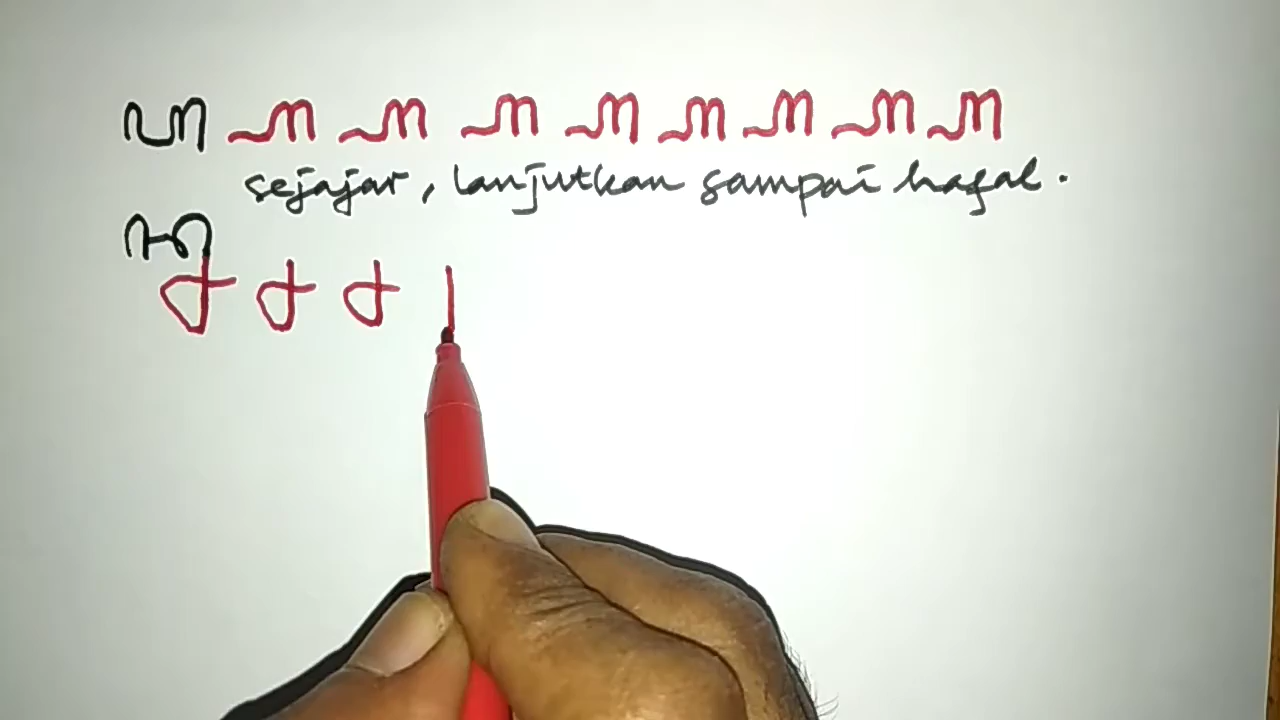 ꦲ ꧀ꦲ ꧀ꦲ ꧀ꦲ ꧀ꦲ ꧀ꦲ ꧀ꦲ ꧀ꦲ ꧀ꦲ
sejajar, lanjutkan sampai hafal.
ꦤ
꧀ꦤ ꧀ꦤ ꧀ꦤ